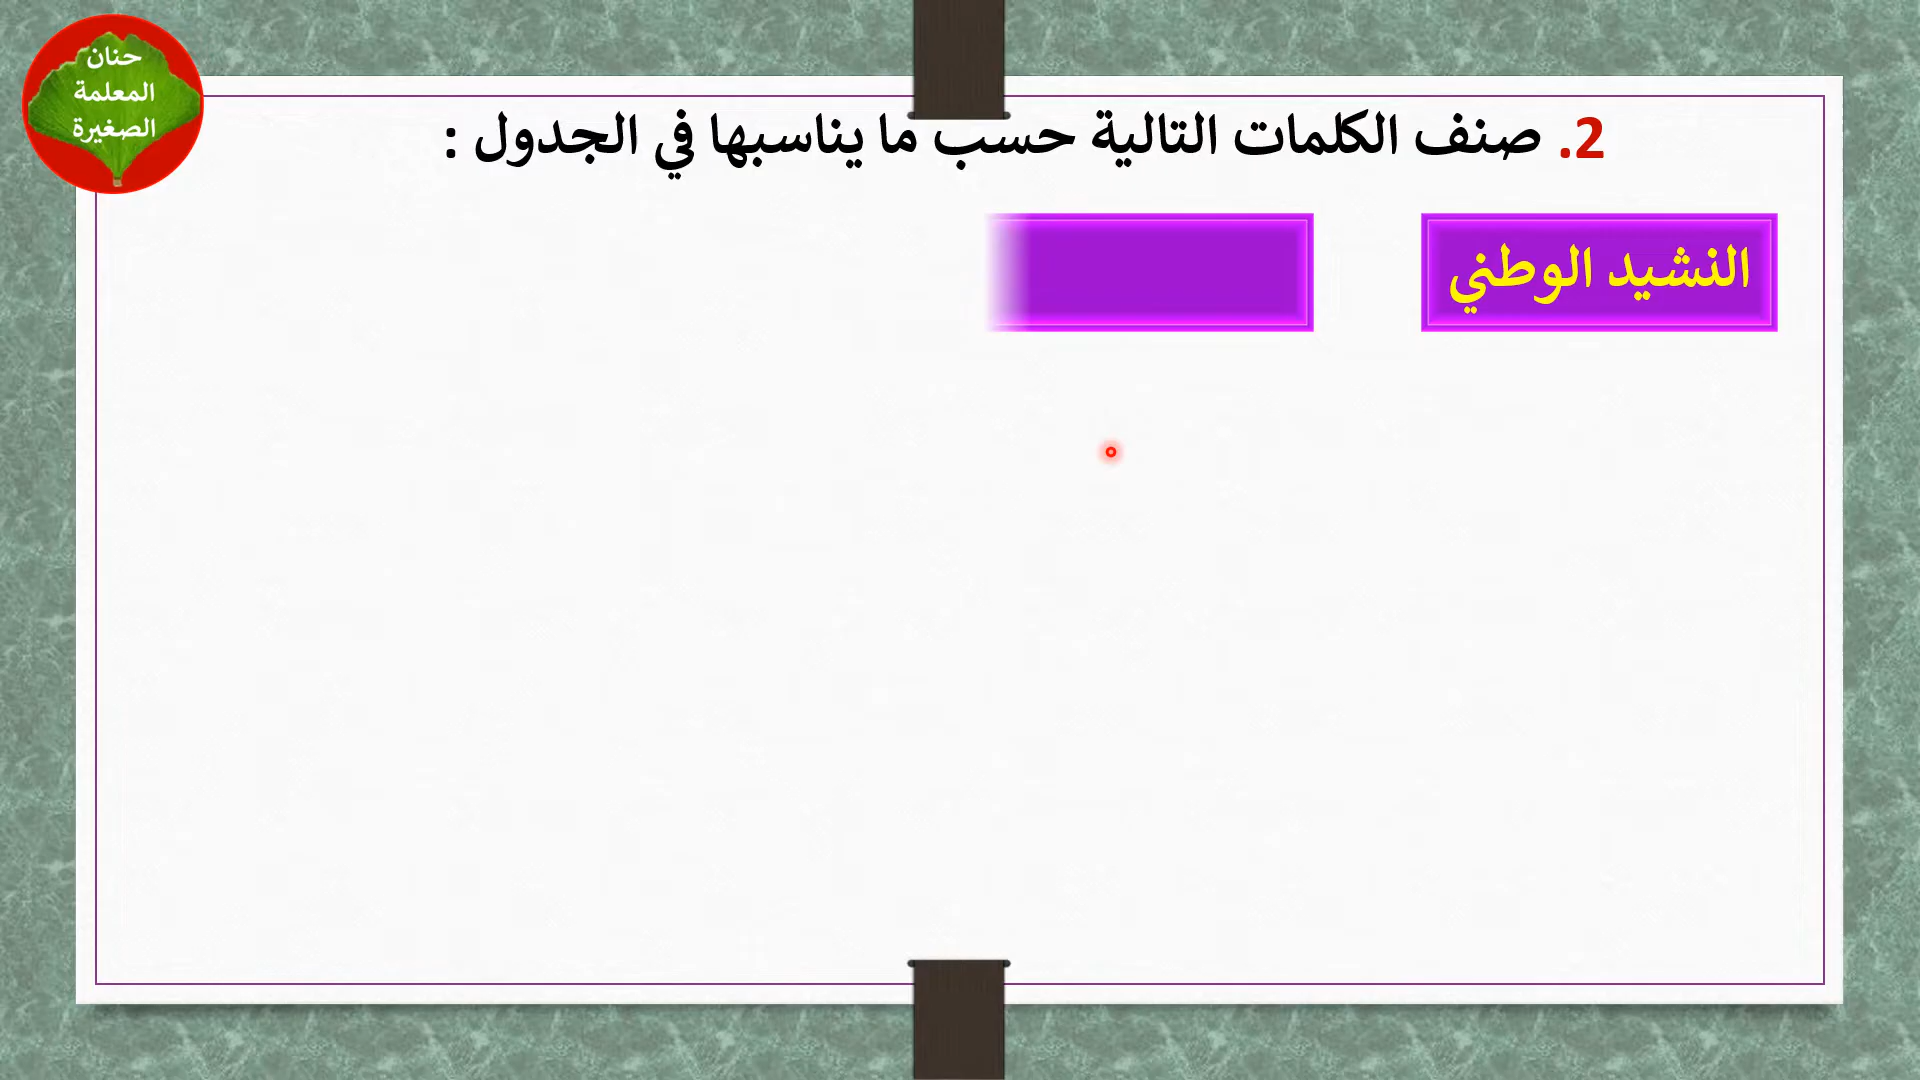 حنان
المعلمة
الصغيرة
2. صنف الكلمات التالية حسب ما يناسبها في الجدول :
النشيد الوطني